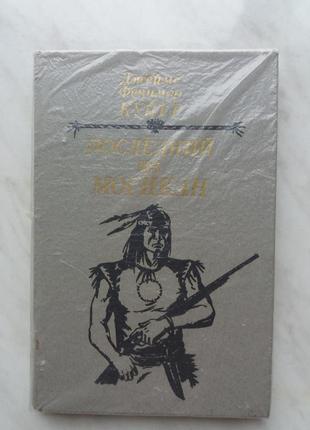 Джеймс
Фенимор
КУПЕР
ПОСЛЕДНИЙ
ИЗ
МОГИКАН